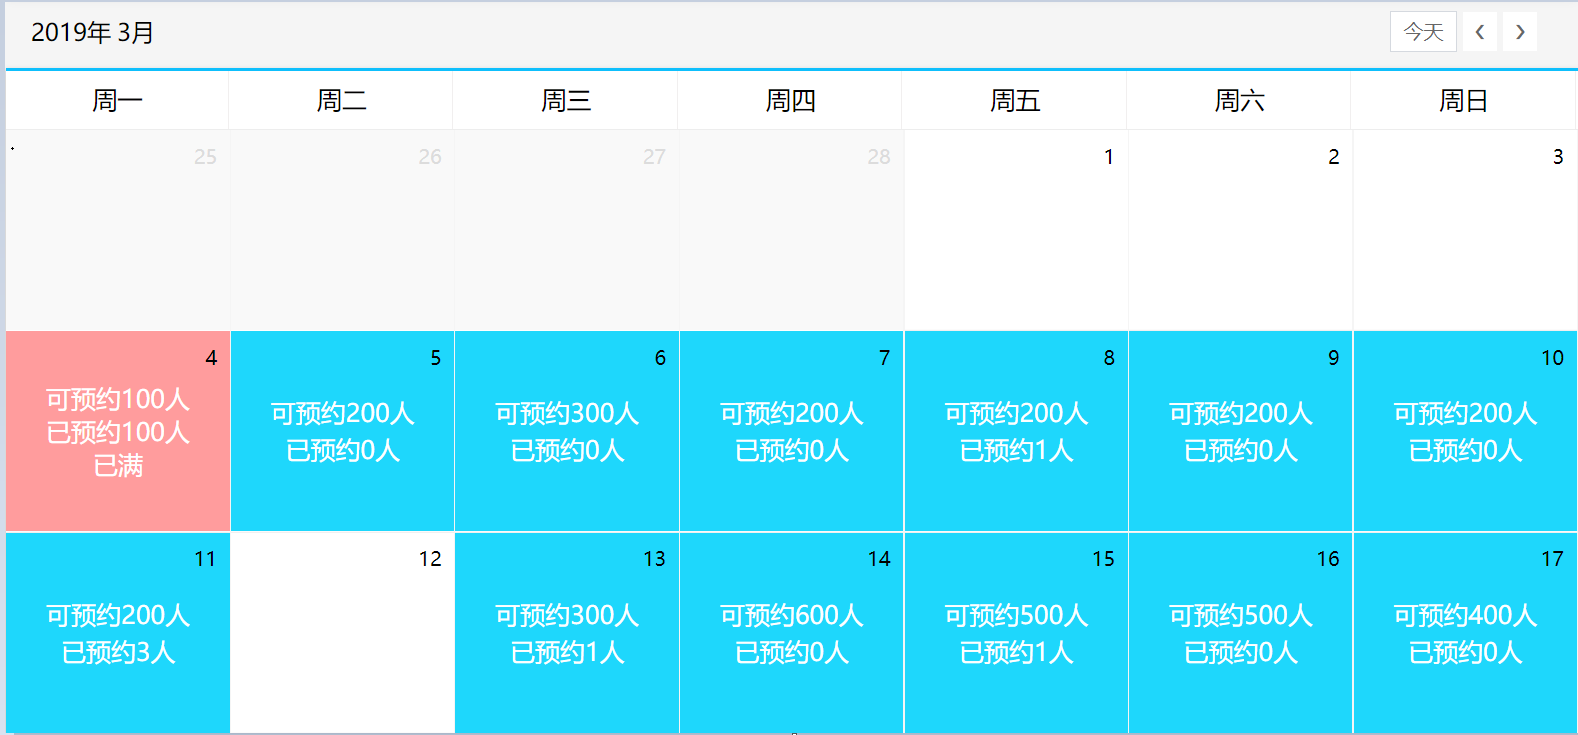 2019年 3月
今天
‹
›
周一 周二 周三 周四 周五 周六 周日
25 26 27 28 1 2 3
4
可预约100人
已预约100人
已满
5
可预约200人
已预约0人
6
可预约300人
已预约0人
7
可预约200人
已预约0人
8
可预约200人
已预约1人
9
可预约200人
已预约0人
10
可预约200人
已预约0人
11
可预约200人
已预约3人
12
13
可预约300人
已预约1人
14
可预约600人
已预约0人
15
可预约500人
已预约1人
16
可预约500人
已预约0人
17
可预约400人
已预约0人